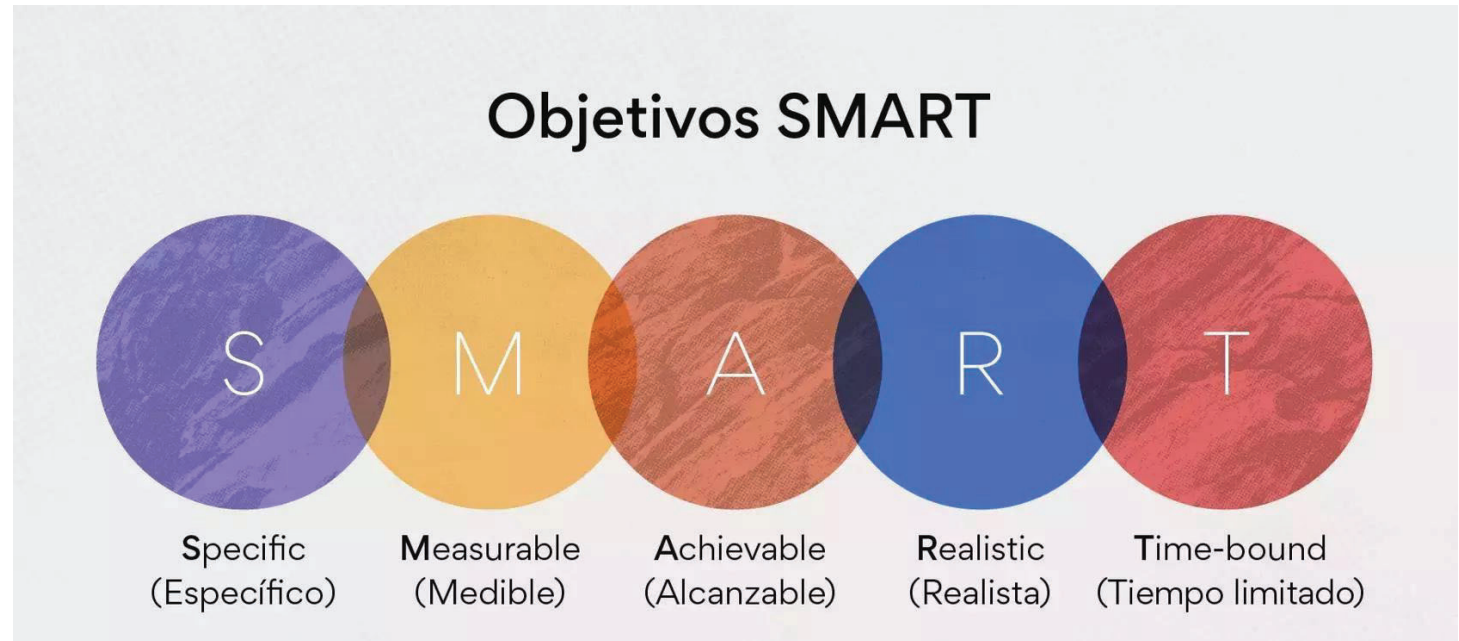 Objetivos SMART
S M A R T
Specific Measurable Achievable Realistic Time-bound
(Específico) (Medible) (Alcanzable) (Realista) (Tiempo limitado)